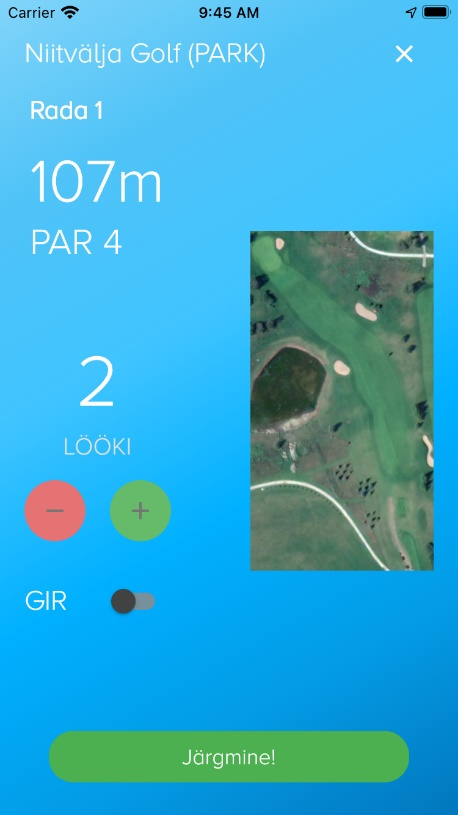 Carrier 9:45 AM
Niitvälja Golf (PARK)
Rada 1
107m
PAR 4
2
LÖÖKI
− +
GIR
Järgmine!